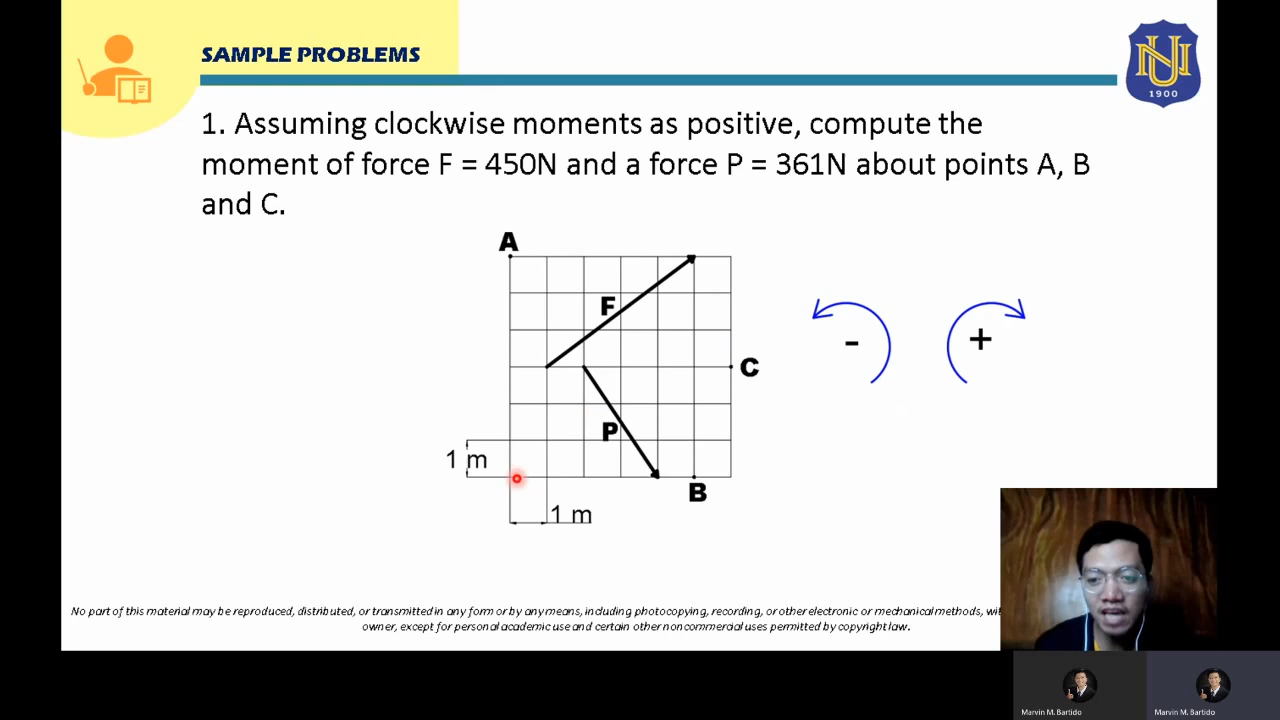 SAMPLE PROBLEMS
NU
1900
1. Assuming clockwise moments as positive, compute the
moment of force F = 450N and a force P = 361N about points A, B
and C.
A
F
C
P
1 m
B
1 m
-
+
No part of this material may be reproduced, distributed, or transmitted in any form or by any means, including photocopying, recording, or other electronic or mechanical methods,
owner, except for personal academic use and certain other noncommercial uses permitted by copyright law.
Marvin M. Bartido
Marvin M. Bartido